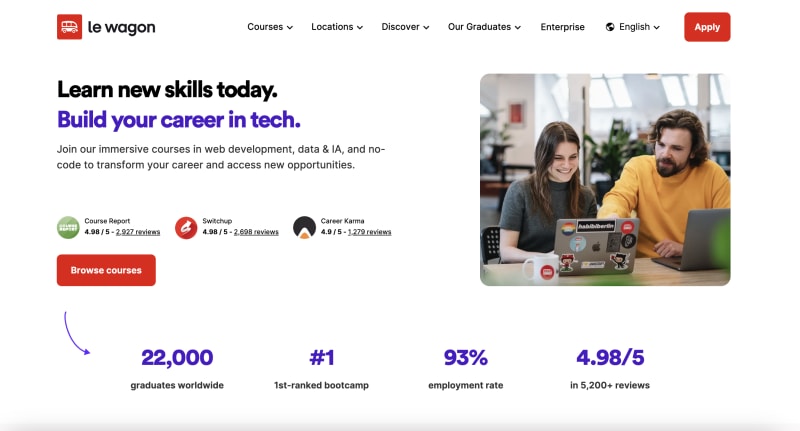 le wagon
Courses
Locations
Discover
Our Graduates
Enterprise
English
Apply
Learn new skills today.
Build your career in tech.
Join our immersive courses in web development, data & IA, and no-
code to transform your career and access new opportunities.
COURSE
REPORT
Course Report
4.98 / 5 - 2,927 reviews
Switchup
4.98 / 5 - 2,698 reviews
Career Karma
4.9 / 5 - 1,279 reviews
Browse courses
habibiberlin
22,000
graduates worldwide
#1
1st-ranked bootcamp
93%
employment rate
4.98/5
in 5,200+ reviews